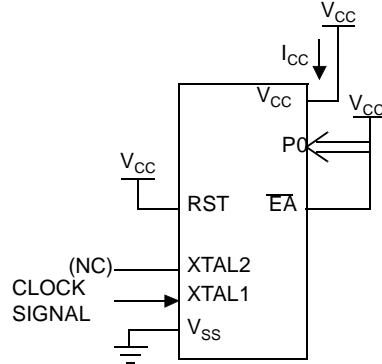 VCC
ICC
VCC
VCC
P0
VCC
RST
EA
(NC)
XTAL2
CLOCK
SIGNAL
XTAL1
VSS